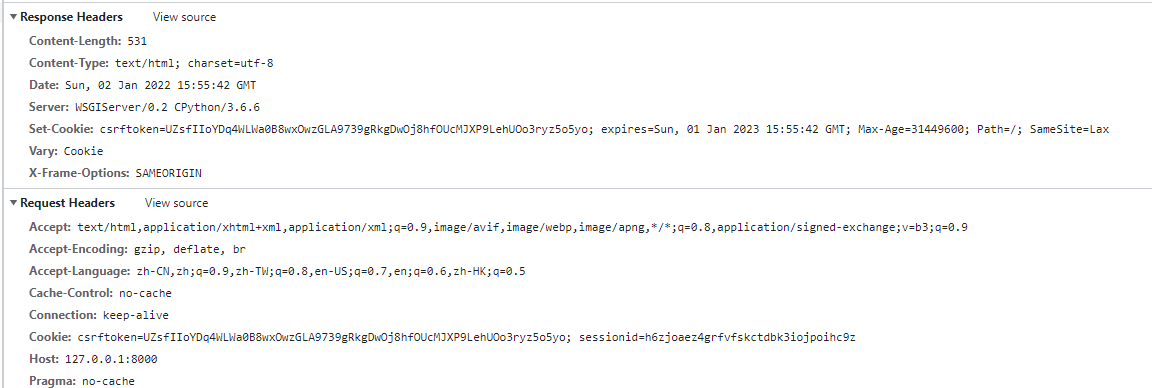 Response Headers View source
Content-Length: 531
Content-Type: text/html; charset=utf-8
Date: Sun, 02 Jan 2022 15:55:42 GMT
Server: WSGIServer/0.2 CPython/3.6.6
Set-Cookie: csrftoken=UZsfIIoYDq4WLWa0B8wxOwzGLA9739gRkgDwOj8hfOUcMJXP9LehUOo3ryz5o5yo; expires=Sun, 01 Jan 2023 15:55:42 GMT; Max-Age=31449600; Path=/; SameSite=Lax
Vary: Cookie
X-Frame-Options: SAMEORIGIN
Request Headers View source
Accept: text/html,application/xhtml+xml,application/xml;q=0.9,image/avif,image/webp,image/apng,*/*;q=0.8,application/signed-exchange;v=b3;q=0.9
Accept-Encoding: gzip, deflate, br
Accept-Language: zh-CN,zh;q=0.9,zh-TW;q=0.8,en-US;q=0.7,en;q=0.6,zh-HK;q=0.5
Cache-Control: no-cache
Connection: keep-alive
Cookie: csrftoken=UZsfIIoYDq4WLWa0B8wxOwzGLA9739gRkgDwOj8hfOUcMJXP9LehUOo3ryz5o5yo; sessionid=h6zjoaez4grfvfskctdbk3iojpoihc9z
Host: 127.0.0.1:8000
Pragma: no-cache